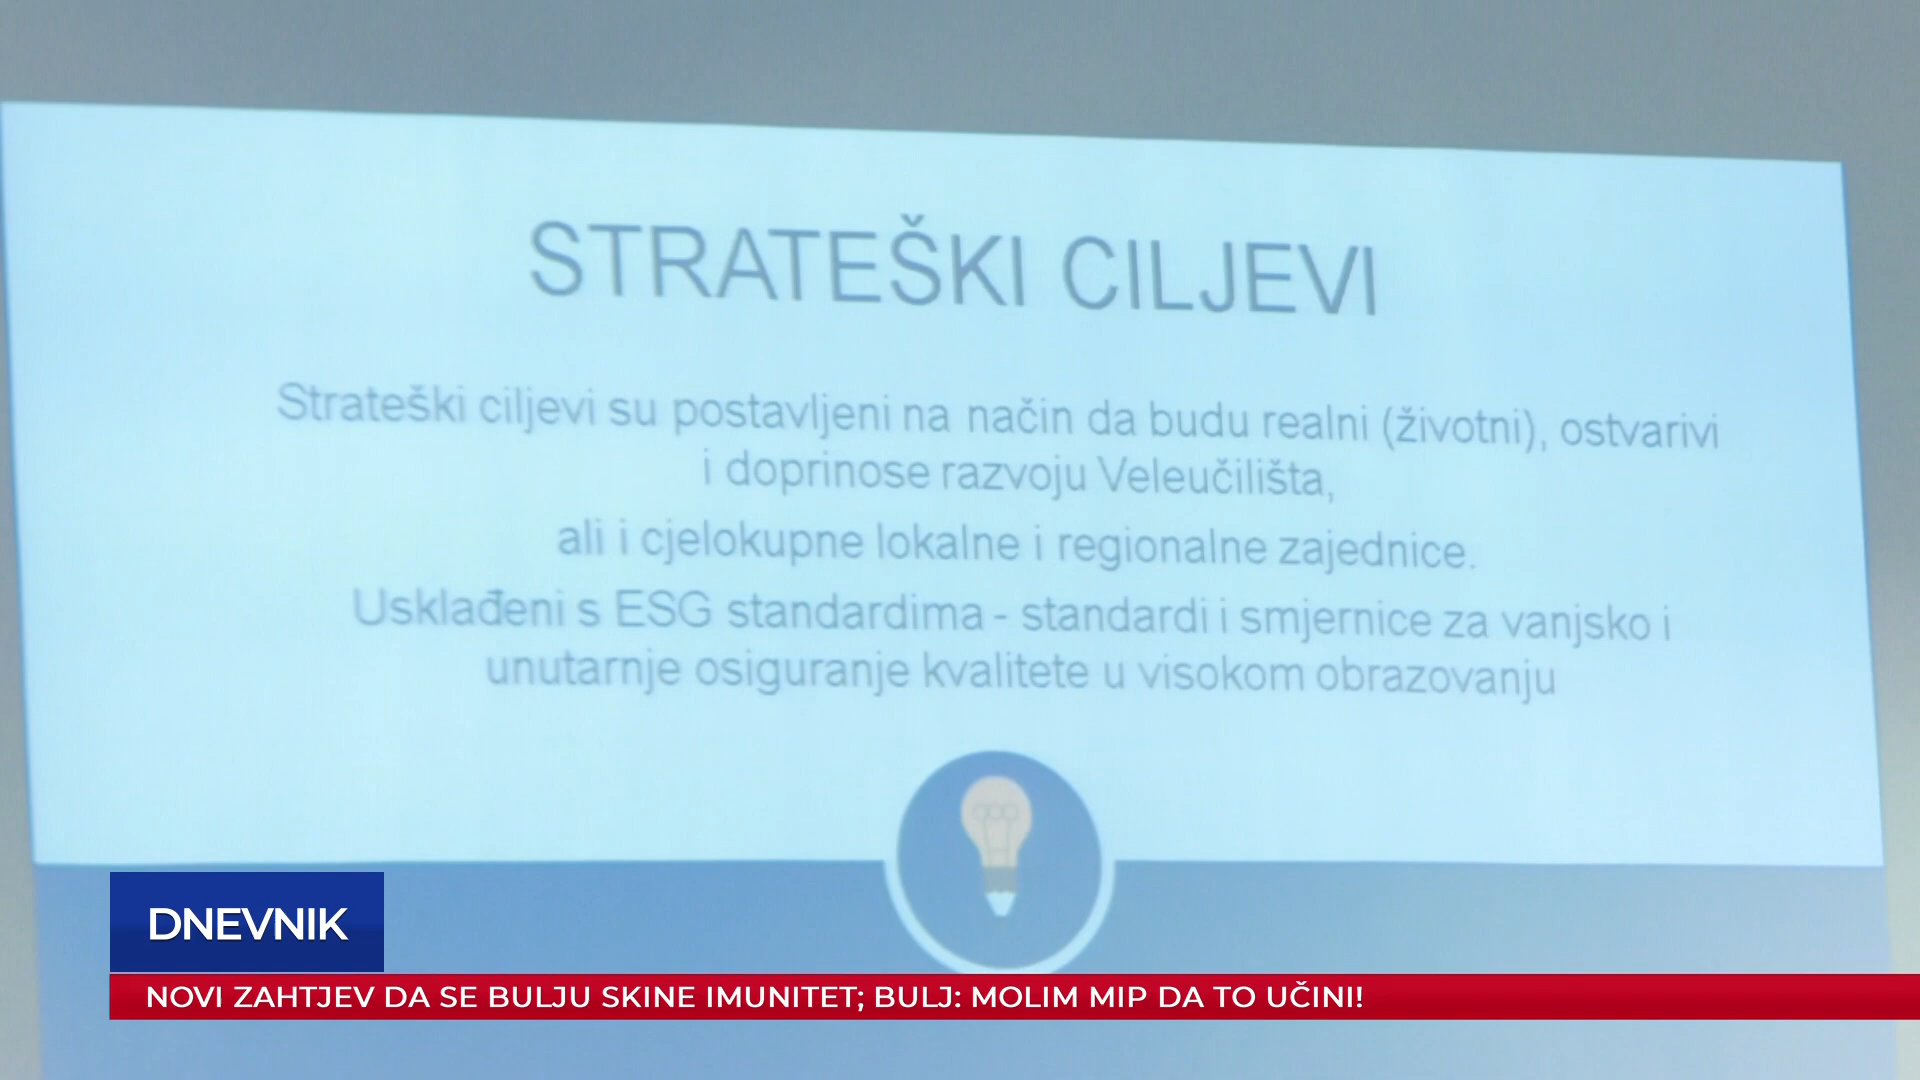 STRATEŠKI CILJEVI
Strateški ciljevi su postavljeni na način da budu realni (životni), ostvarivi
i doprinose razvoju Veleučilišta,
ali i cjelokupne lokalne i regionalne zajednice.
Usklađeni s ESG standardima - standardi i smjernice za vanjsko i
unutarnje osiguranje kvalitete u visokom obrazovanju
DNEVNIK
NOVI ZAHTJEV DA SE BULJU SKINE IMUNITET; BULJ: MOLIM MIP DA TO UČINI!